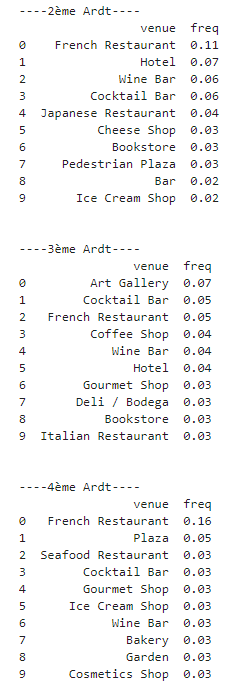 ----2ème Ardt----
venue freq
0 French Restaurant 0.11
1 Hotel 0.07
2 Wine Bar 0.06
3 Cocktail Bar 0.06
4 Japanese Restaurant 0.04
5 Cheese Shop 0.03
6 Bookstore 0.03
7 Pedestrian Plaza 0.03
8 Bar 0.02
9 Ice Cream Shop 0.02
----3ème Ardt----
venue freq
0 Art Gallery 0.07
1 Cocktail Bar 0.05
2 French Restaurant 0.05
3 Coffee Shop 0.04
4 Wine Bar 0.04
5 Hotel 0.04
6 Gourmet Shop 0.03
7 Deli / Bodega 0.03
8 Bookstore 0.03
9 Italian Restaurant 0.03
----4ème Ardt----
venue freq
0 French Restaurant 0.16
1 Plaza 0.05
2 Seafood Restaurant 0.03
3 Cocktail Bar 0.03
4 Gourmet Shop 0.03
5 Ice Cream Shop 0.03
6 Wine Bar 0.03
7 Bakery 0.03
8 Garden 0.03
9 Cosmetics Shop 0.03